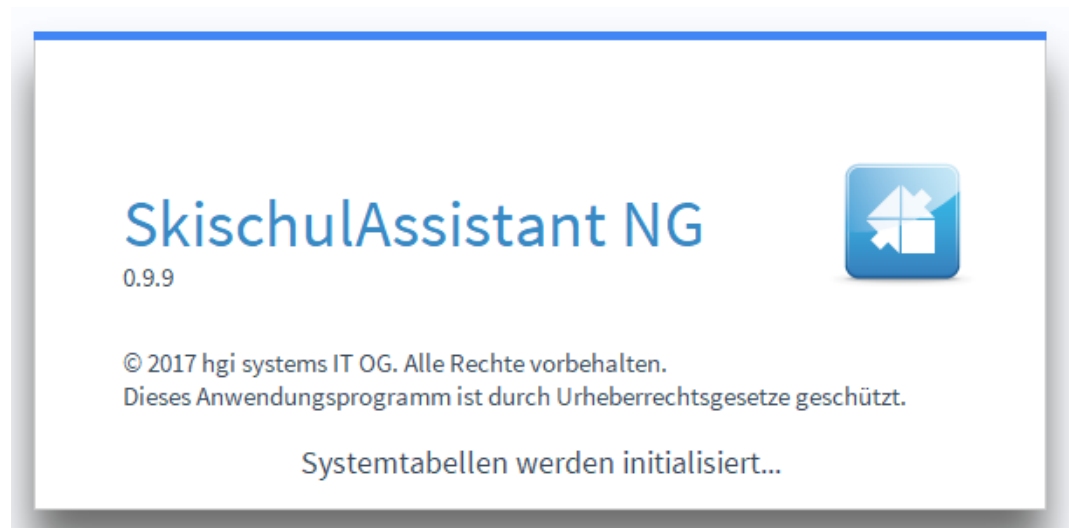 SkischulAssistant NG
0.9.9
© 2017 hgi systems IT OG. Alle Rechte vorbehalten.
Dieses Anwendungsprogramm ist durch Urheberrechtsgesetze geschützt.
Systemtabellen werden initialisiert...